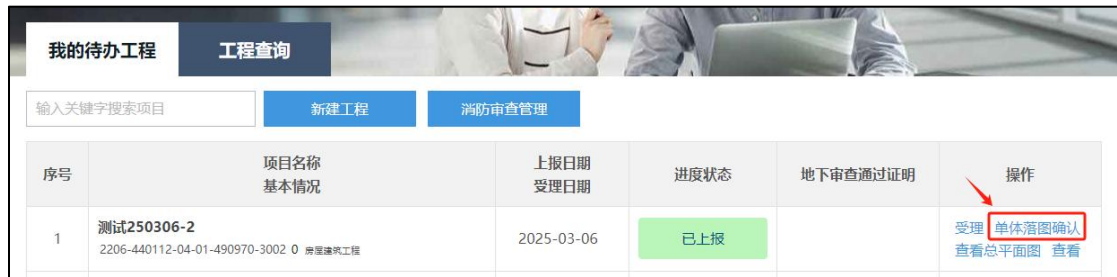 我的待办工程 工程查询
输入关键字搜索项目 新建工程 消防审查管理
序号 项目名称 基本情况 上报日期 受理日期 进度状态 地下审查通过证明 操作
1 测试250306-2 2025-03-06 已上报 受理 单体落图确认
2206-440112-04-01-490970-3002 0 房屋建筑工程 查看总平面图 查看